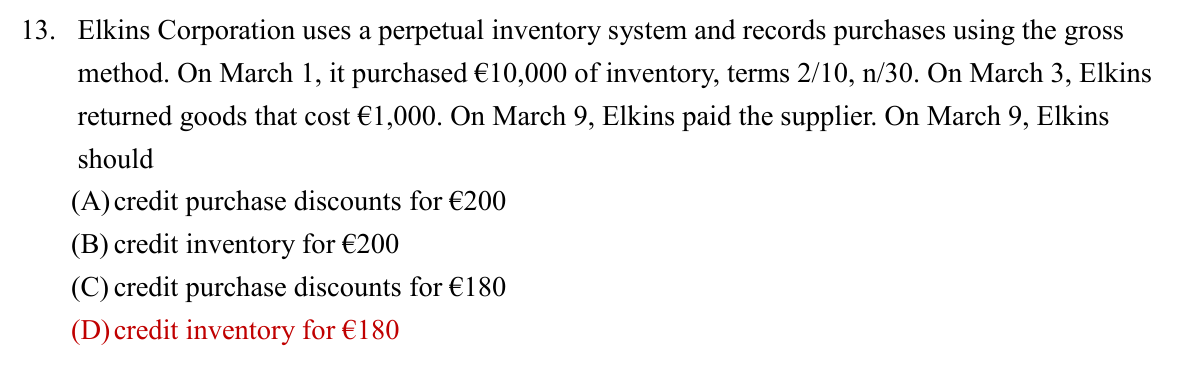 13. Elkins Corporation uses a perpetual inventory system and records purchases using the gross
method. On March 1, it purchased €10,000 of inventory, terms 2/10, n/30. On March 3, Elkins
returned goods that cost €1,000. On March 9, Elkins paid the supplier. On March 9, Elkins
should
(A) credit purchase discounts for €200
(B) credit inventory for €200
(C) credit purchase discounts for €180
(D) credit inventory for €180